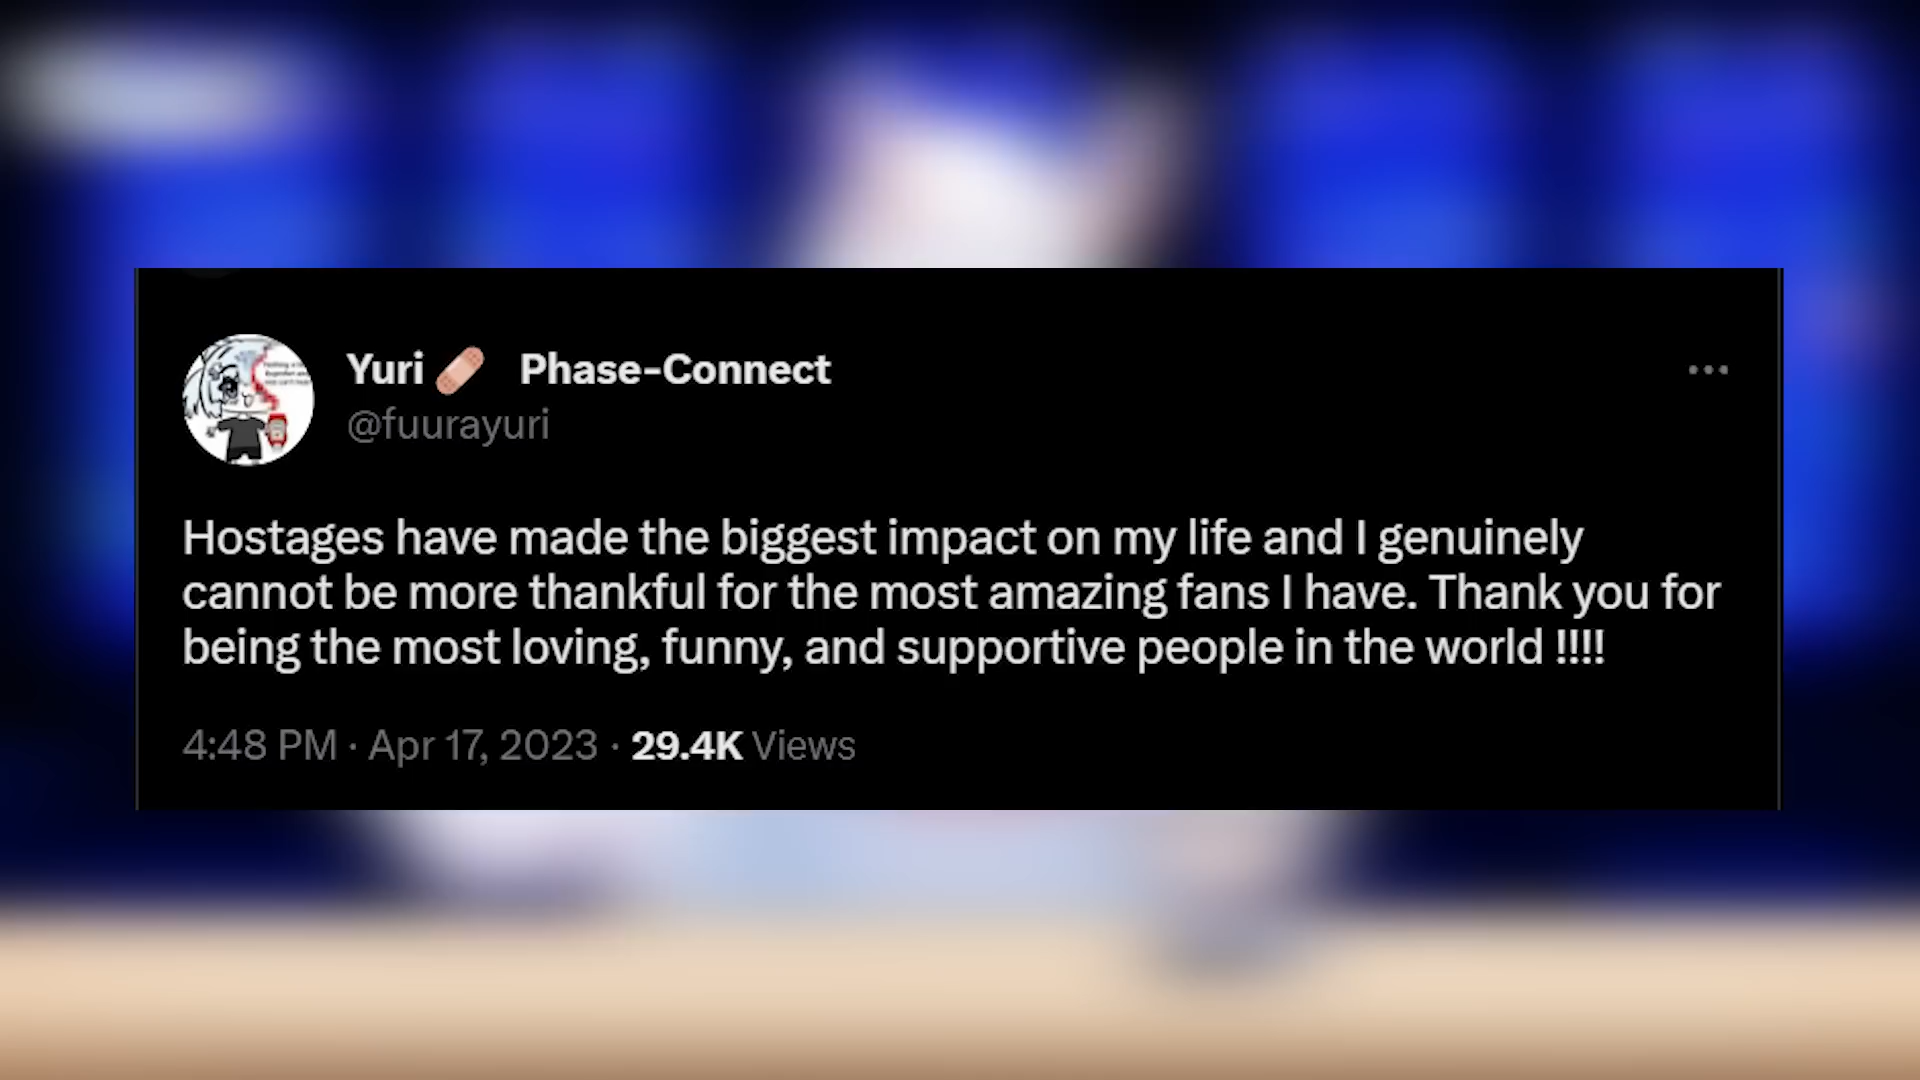 Yuri🩹 Phase-Connect
@fuurayuri
Hostages have made the biggest impact on my life and I genuinely
cannot be more thankful for the most amazing fans I have. Thank you for
being the most loving, funny, and supportive people in the world !!!!
4:48 PM · Apr 17, 2023 · 29.4K Views